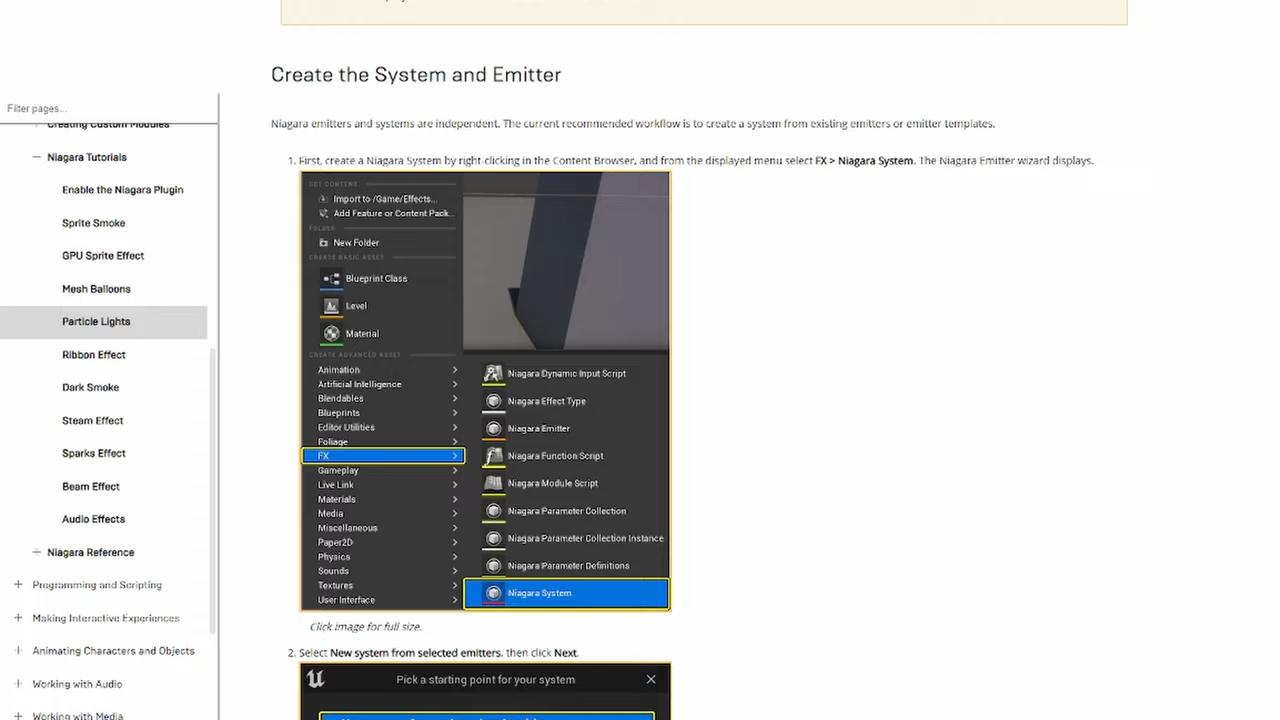 Create the System and Emitter
Filter pages...
Creating Custom Modules
Niagara emitters and systems are independent. The current recommended workflow is to create a system from existing emitters or emitter templates.
Niagara Tutorials
Enable the Niagara Plugin
Sprite Smoke
GPU Sprite Effect
Mesh Balloons
Particle Lights
Ribbon Effect
Dark Smoke
Steam Effect
Sparks Effect
Beam Effect
Audio Effects
Niagara Reference
Programming and Scripting
Making Interactive Experiences
Animating Characters and Objects
Working with Audio
Working with Media
1. First, create a Niagara System by right-clicking in the Content Browser, and from the displayed menu select FX > Niagara System. The Niagara Emitter wizard displays.
GET CONTENT
Import to /Game/Effects...
Add Feature or Content Pack...
FOLDER
New Folder
CREATE BASIC ASSET
Blueprint Class
Level
Material
CREATE ADVANCED ASSET
Animation
Artificial Intelligence
Blendables
Blueprints
Editor Utilities
Foliage
FX
Gameplay
Live Link
Materials
Media
Miscellaneous
Paper2D
Physics
Sounds
Textures
User Interface
Niagara Dynamic Input Script
Niagara Effect Type
Niagara Emitter
Niagara Function Script
Niagara Module Script
Niagara Parameter Collection
Niagara Parameter Collection Instance
Niagara Parameter Definitions
Niagara System
Click image for full size.
2. Select New system from selected emitters, then click Next.
Pick a starting point for your system